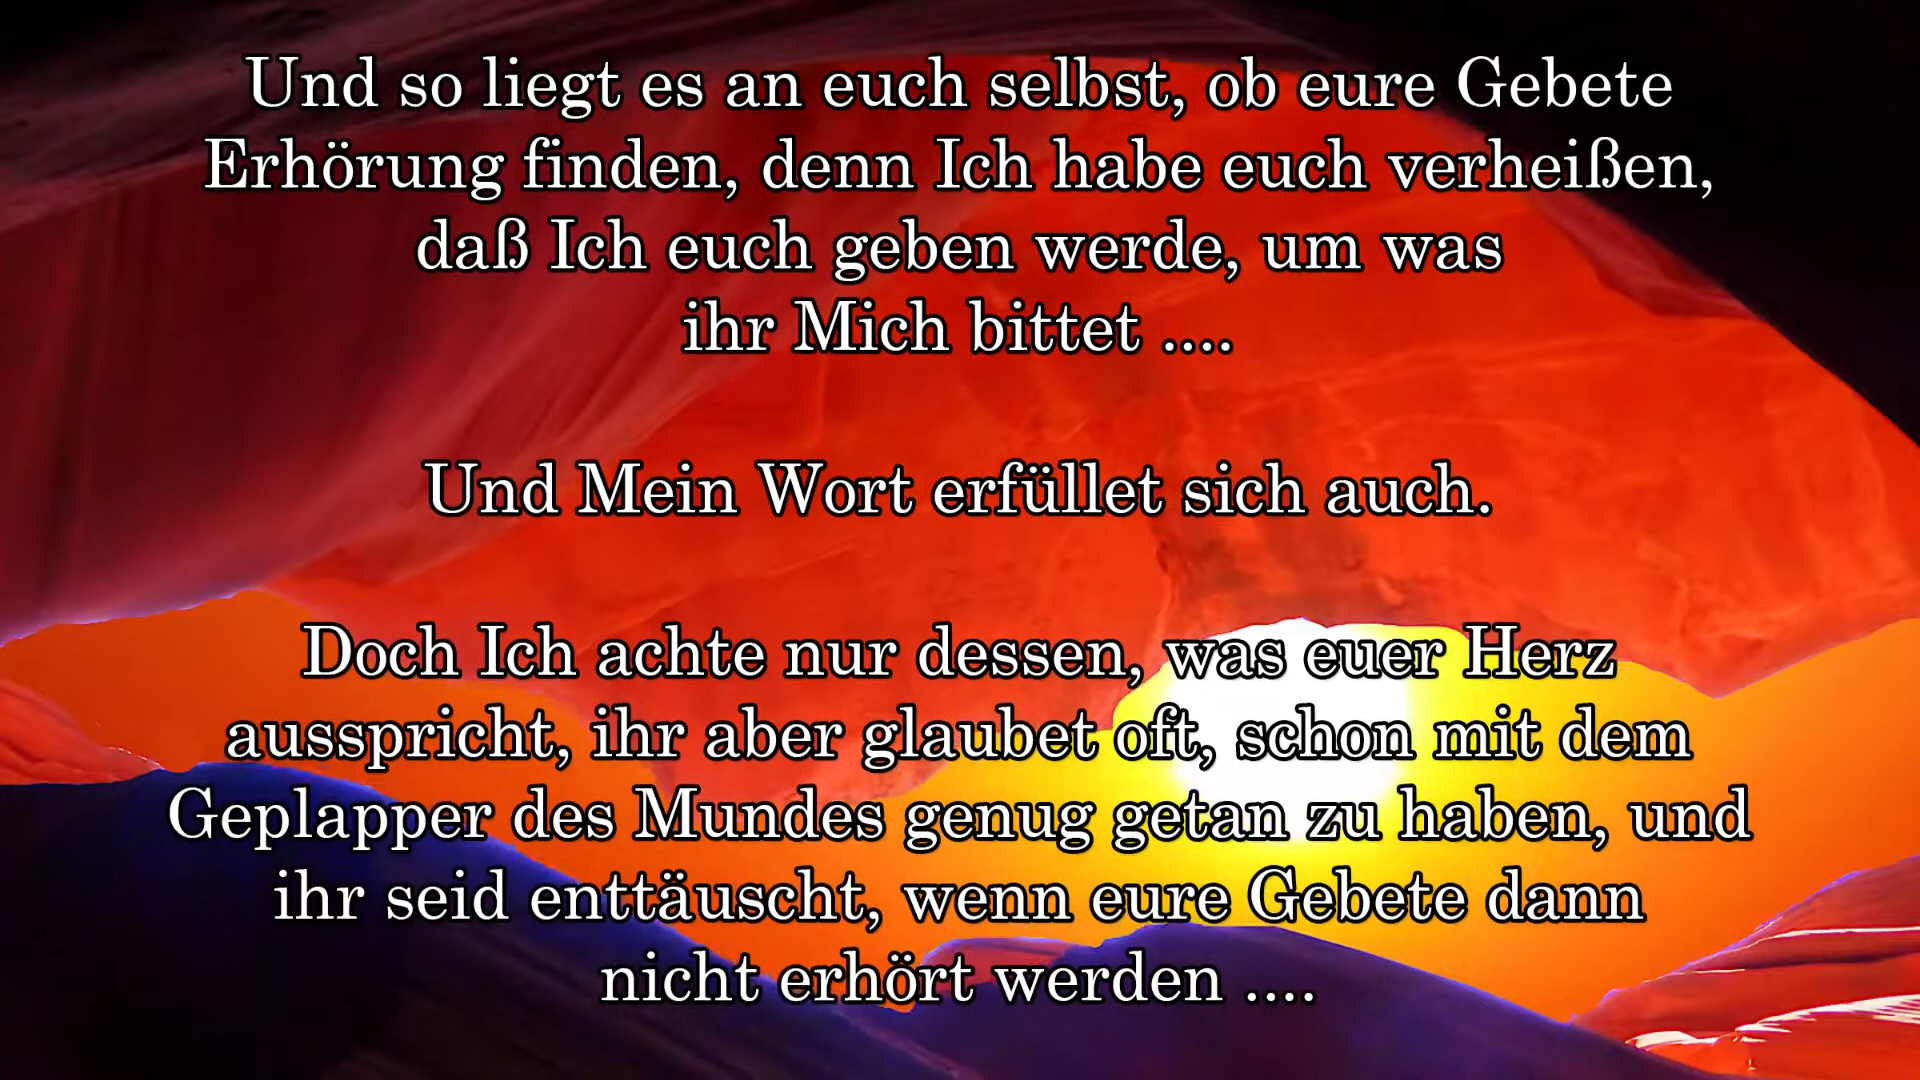 Und so liegt es an euch selbst, ob eure Gebete
Erhörung finden, denn Ich habe euch verheißen,
daß Ich euch geben werde, um was
ihr Mich bittet ....
Und Mein Wort erfüllet sich auch.
Doch Ich achte nur dessen, was euer Herz
ausspricht, ihr aber glaubet oft, schon mit dem
Geplapper des Mundes genug getan zu haben, und
ihr seid enttäuscht, wenn eure Gebete dann
nicht erhört werden ....